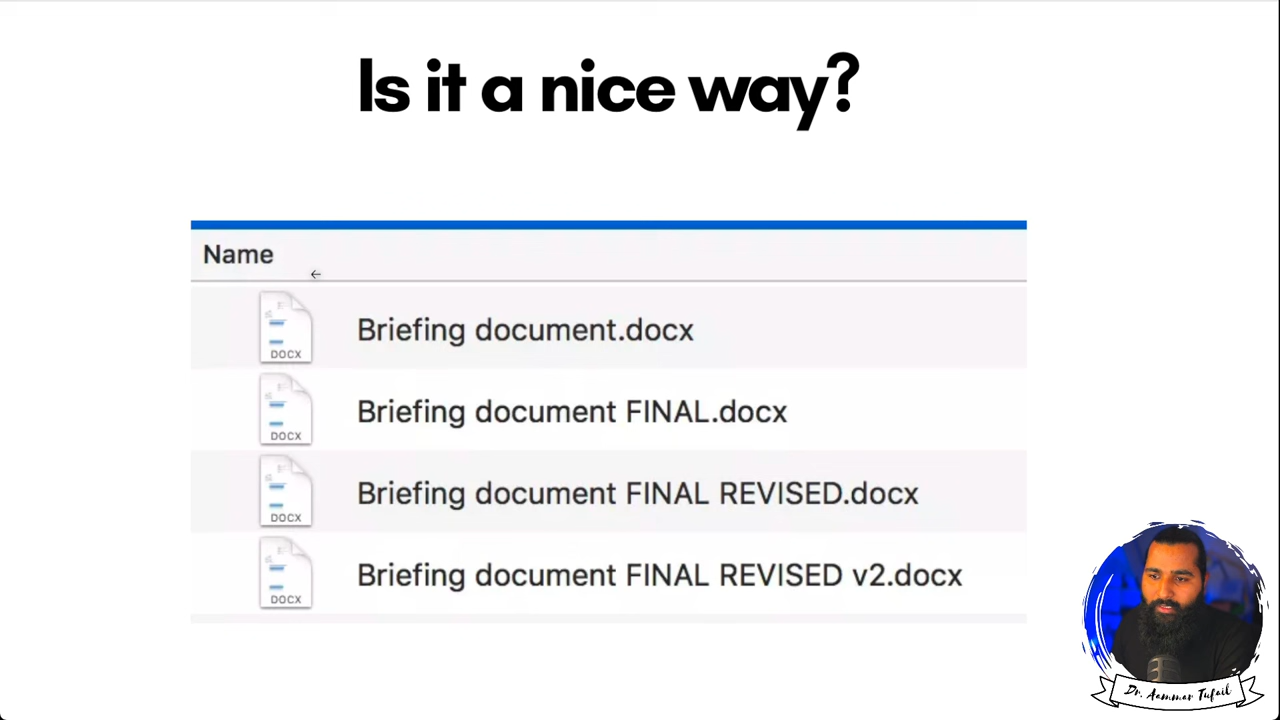 Is it a nice way?
Name
DOCX
Briefing document.docx
DOCX
Briefing document FINAL.docx
DOCX
Briefing document FINAL REVISED.docx
DOCX
Briefing document FINAL REVISED v2.docx
Dr. Aammar Tufail